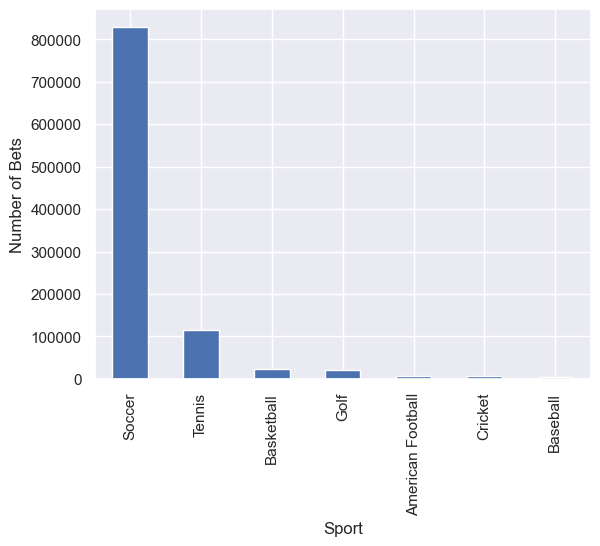 800000
700000
600000
500000
400000
300000
200000
100000
0
Number of Bets
Soccer
Tennis
Basketball
Golf
American Football
Cricket
Baseball
Sport